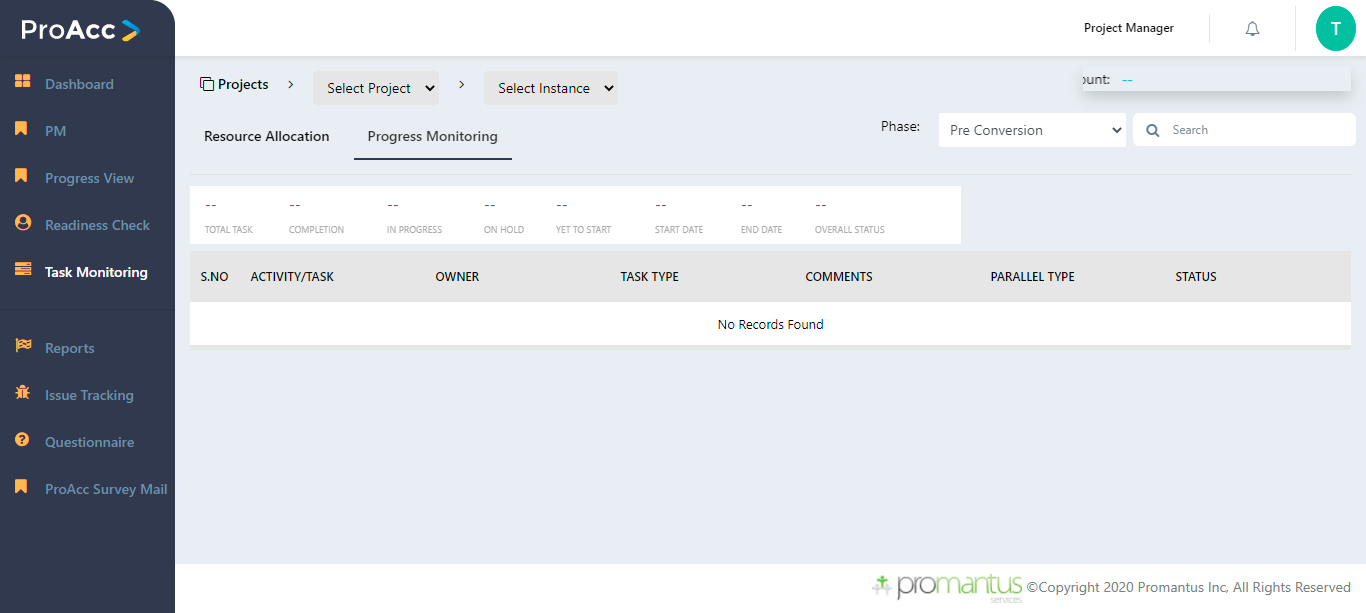 ProAcc
Project Manager
T
Dashboard
PM
Progress View
Readiness Check
Task Monitoring
Reports
Issue Tracking
Questionnaire
ProAcc Survey Mail
Projects > Select Project > Select Instance
ount: --
Resource Allocation Progress Monitoring
Phase: Pre Conversion Search
-- -- -- -- -- -- -- --
TOTAL TASK COMPLETION IN PROGRESS ON HOLD YET TO START START DATE END DATE OVERALL STATUS
S.NO ACTIVITY/TASK OWNER TASK TYPE COMMENTS PARALLEL TYPE STATUS
No Records Found
promantus
services
©Copyright 2020 Promantus Inc, All Rights Reserved